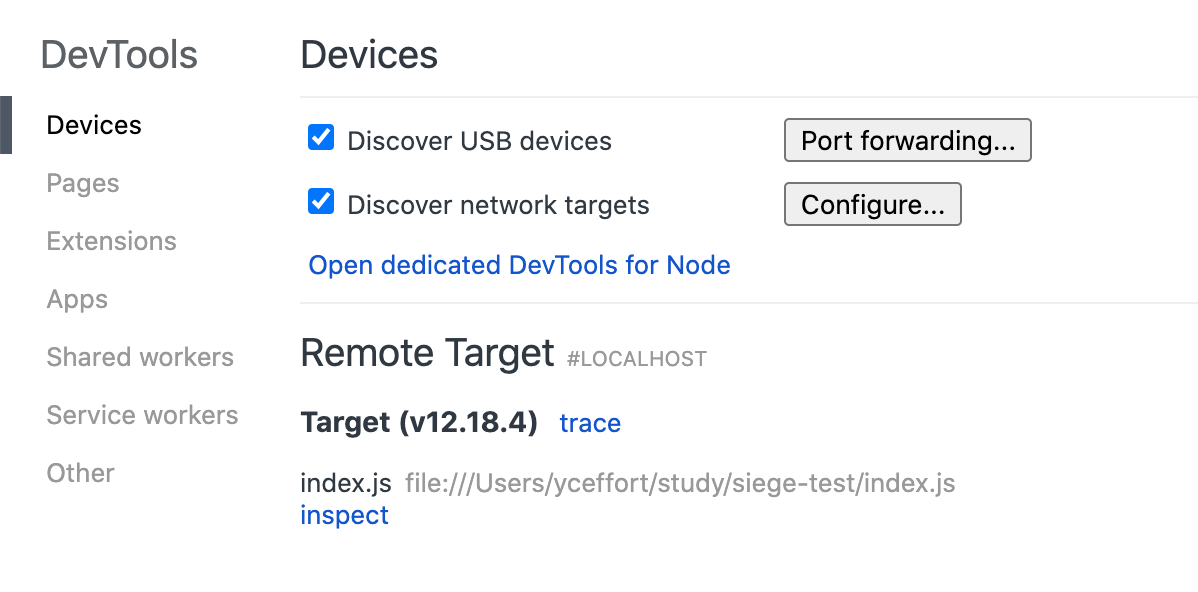 DevTools
Devices
Pages
Extensions
Apps
Shared workers
Service workers
Other
Devices
Discover USB devices
Port forwarding...
Discover network targets
Configure...
Open dedicated DevTools for Node
Remote Target #LOCALHOST
Target (v12.18.4) trace
index.js file:///Users/yceffort/study/siege-test/index.js
inspect